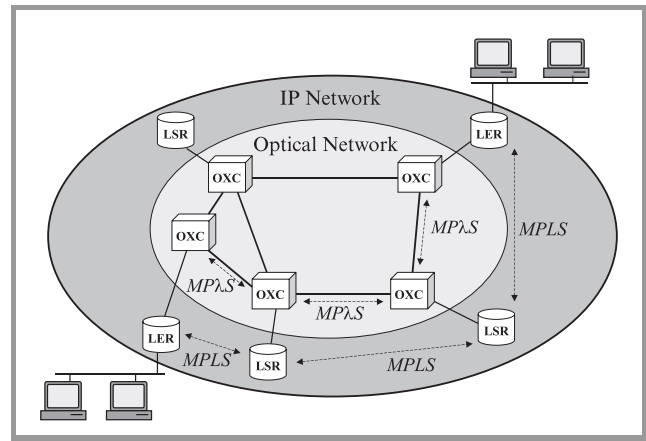 IP Network
LSR
LER
Optical Network
OXC
OXC
OXC
MPλS
MPLS
MPλS
OXC
OXC
MPλS
LER
LSR
MPLS
LSR
MPLS